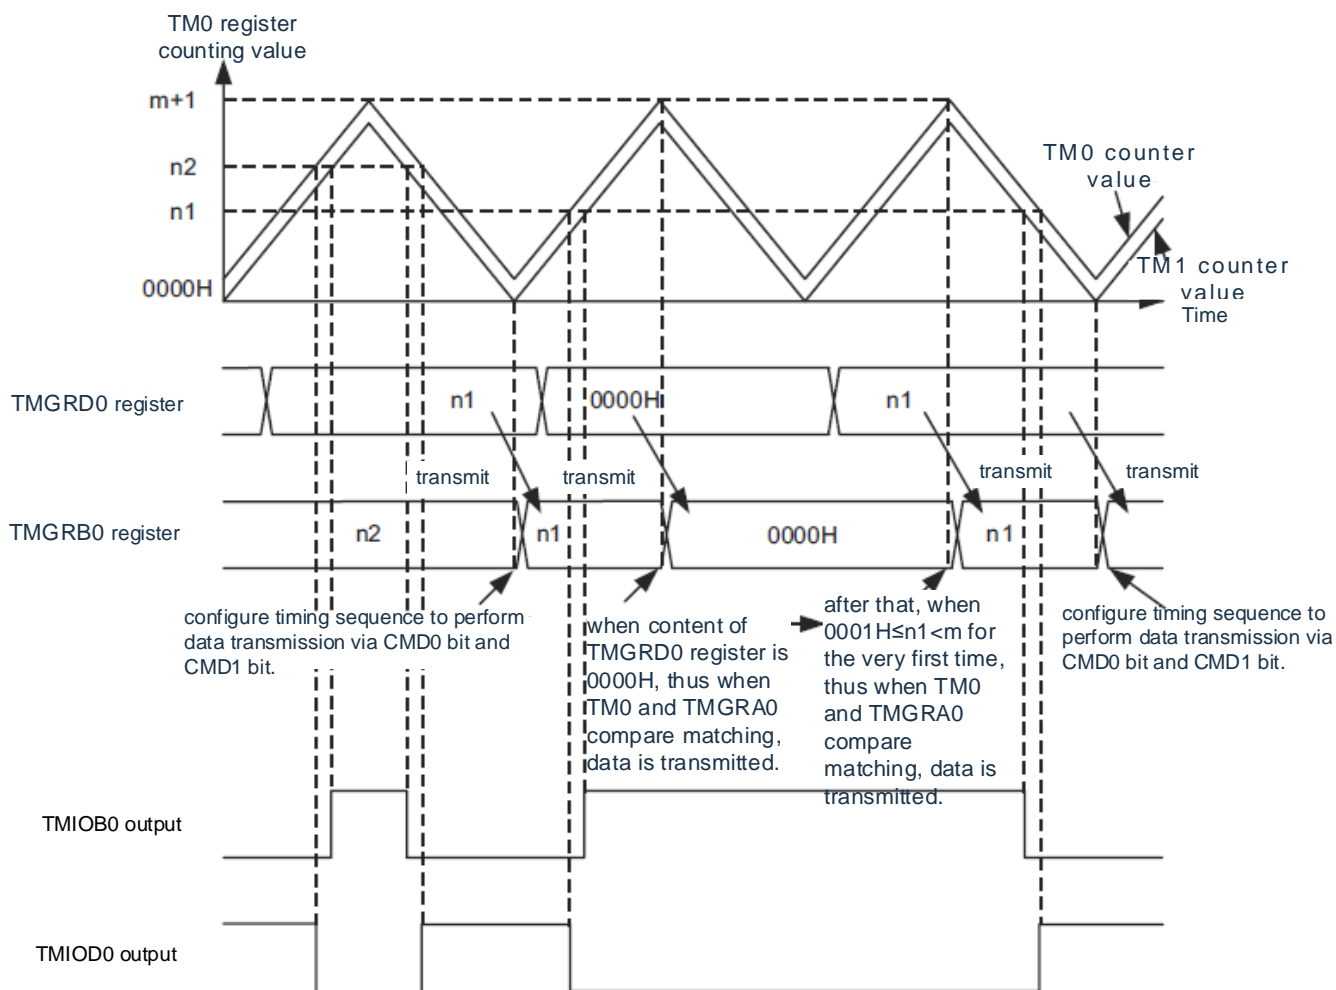 TM0 register
counting value
m+1
n2
n1
0000H
TM0 counter
value
TM1 counter
value
Time
TMGRD0 register
n1
0000H
n1
transmit
transmit
transmit
transmit
TMGRB0 register
n2
n1
0000H
n1
configure timing sequence to perform
data transmission via CMD0 bit and
CMD1 bit.
when content of
TMGRD0 register is
0000H, thus when
TM0 and TMGRA0
compare matching,
data is transmitted.
after that, when
0001H≤n1<m for
the very first time,
thus when TM0
and TMGRA0
compare
matching, data is
transmitted.
configure timing sequence to
perform data transmission via
CMD0 bit and CMD1 bit.
TMIOB0 output
TMIOD0 output